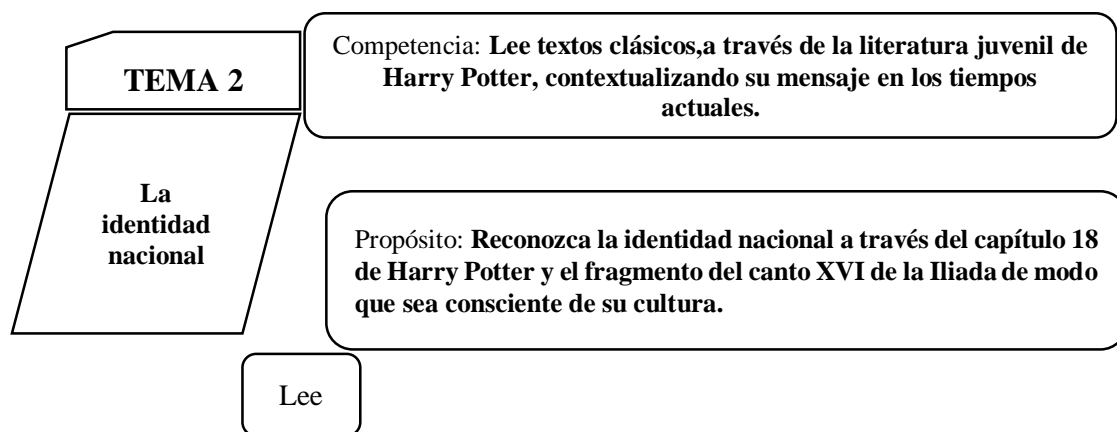 TEMA 2
Competencia: Lee textos clásicos,a través de la literatura juvenil de
Harry Potter, contextualizando su mensaje en los tiempos
actuales.
La
identidad
nacional
Propósito: Reconozca la identidad nacional a través del capítulo 18
de Harry Potter y el fragmento del canto XVI de la Iliada de modo
que sea consciente de su cultura.
Lee